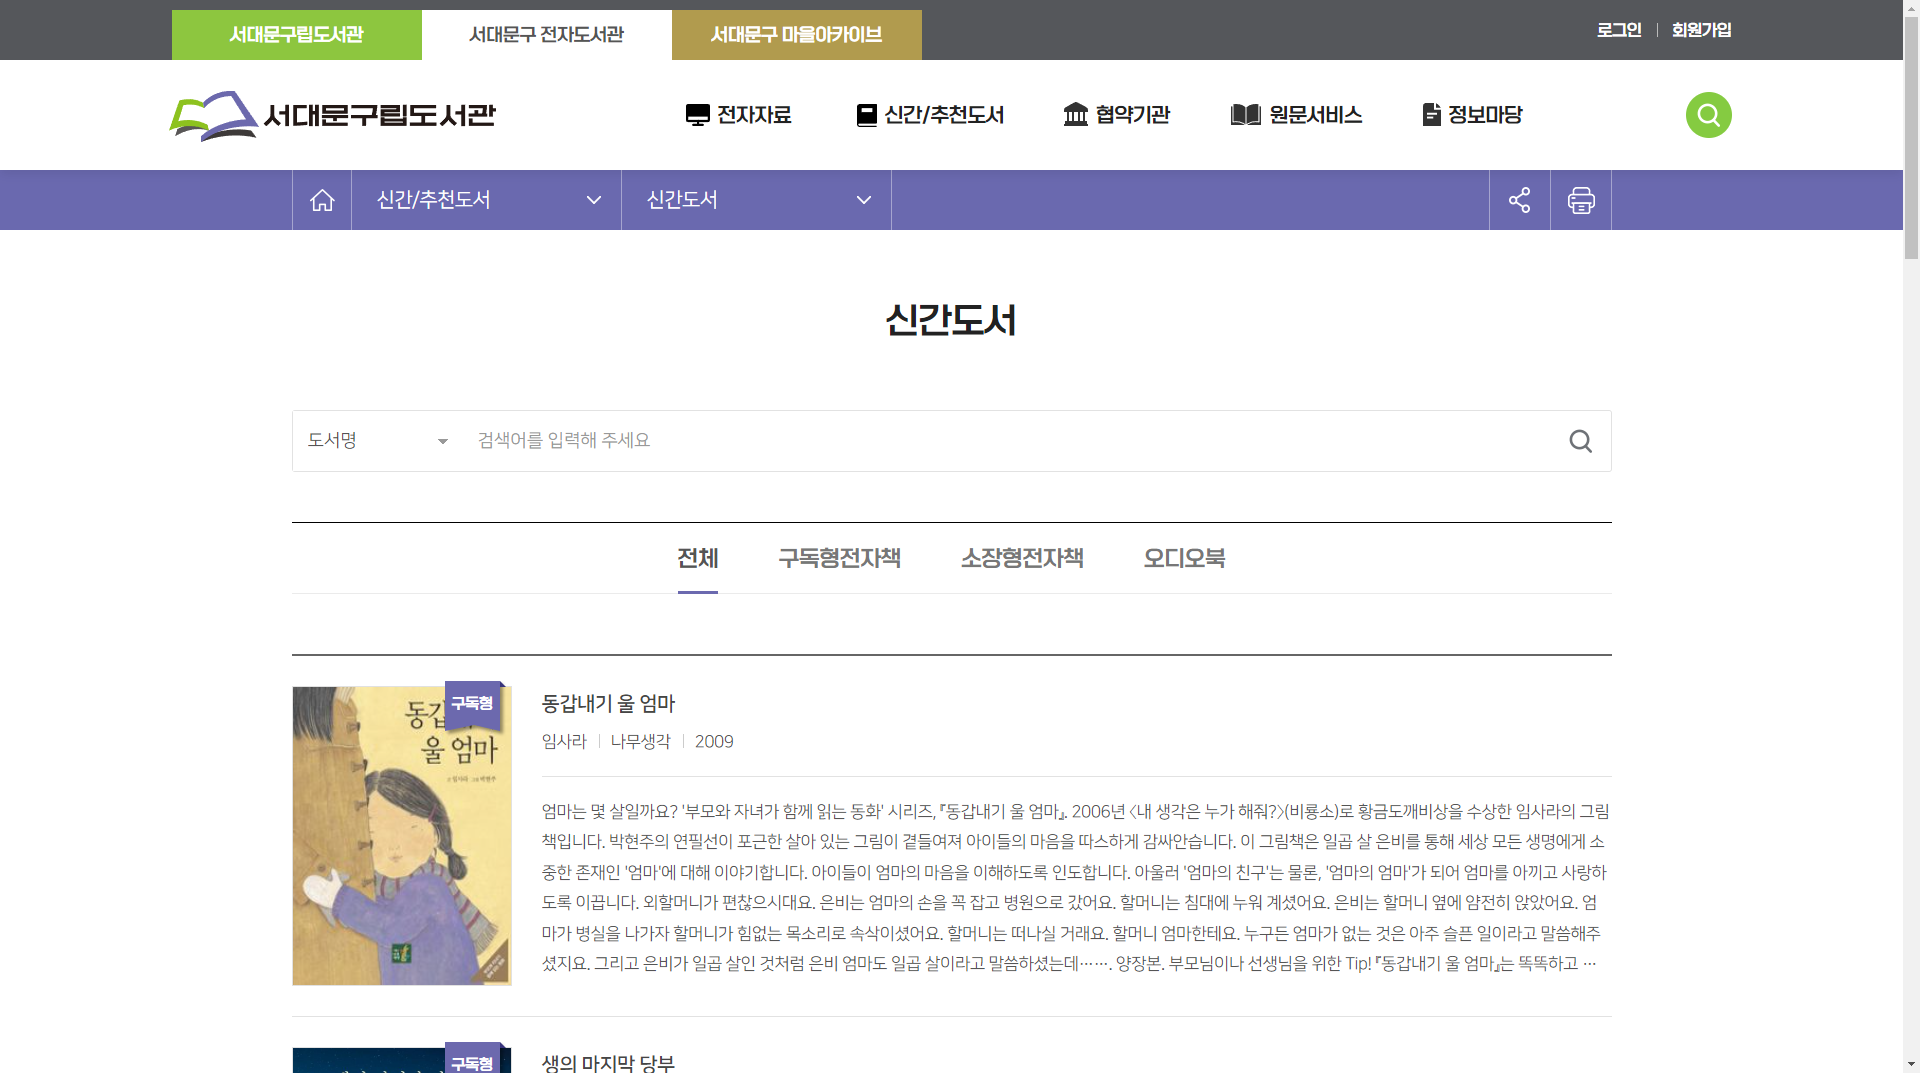 서대문구립도서관
서대문구 전자도서관
서대문구 마을아카이브
로그인
회원가입
서대문구립도서관
전자자료
신간/추천도서
협약기관
원문서비스
정보마당
신간/추천도서
신간도서
신간도서
도서명
검색어를 입력해 주세요
전체
구독형전자책
소장형전자책
오디오북
구독형
울 엄마
동갑내기 울 엄마
임사라
나무생각
2009
엄마는 몇 살일까요? '부모와 자녀가 함께 읽는 동화' 시리즈, 『동갑내기 울 엄마』. 2006년 〈내 생각은 누가 해줘?〉(비룡소)로 황금도깨비상을 수상한 임사라의 그림
책입니다. 박현주의 연필선이 포근한 살아 있는 그림이 곁들여져 아이들의 마음을 따스하게 감싸안습니다. 이 그림책은 일곱 살 은비를 통해 세상 모든 생명에게 소
중한 존재인 '엄마'에 대해 이야기합니다. 아이들이 엄마의 마음을 이해하도록 인도합니다. 아울러 '엄마의 친구'는 물론, '엄마의 엄마'가 되어 엄마를 아끼고 사랑하
도록 이끕니다. 외할머니가 편찮으시대요. 은비는 엄마의 손을 꼭 잡고 병원으로 갔어요. 할머니는 침대에 누워 계셨어요. 은비는 할머니 옆에 얌전히 앉았어요. 엄
마가 병실을 나가자 할머니가 힘없는 목소리로 속삭이셨어요. 할머니는 떠나실 거래요. 할머니 엄마한테요. 누구든 엄마가 없는 것은 아주 슬픈 일이라고 말씀해주
셨지요. 그리고 은비가 일곱 살인 것처럼 은비 엄마도 일곱 살이라고 말씀하셨는데……. 양장본. 부모님이나 선생님을 위한 Tip! 『동갑내기 울 엄마』는 똑똑하고 …
구독형
생의 마지막 당부